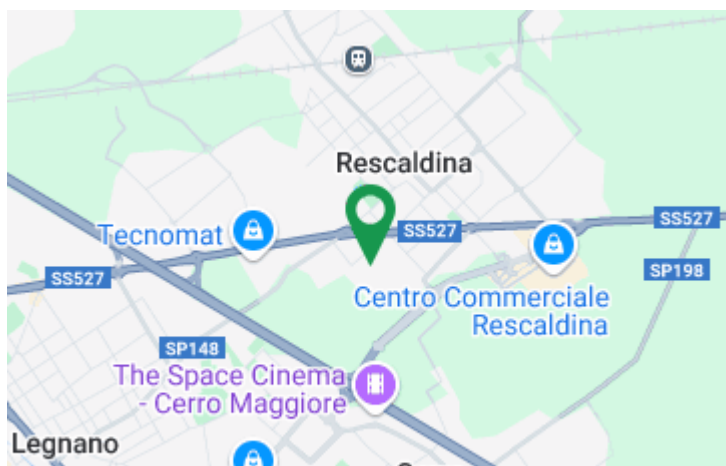 Rescaldina
Tecnomat
SS527
SS527
SS527
SP198
Centro Commerciale
Rescaldina
SP148
The Space Cinema
- Cerro Maggiore
Legnano